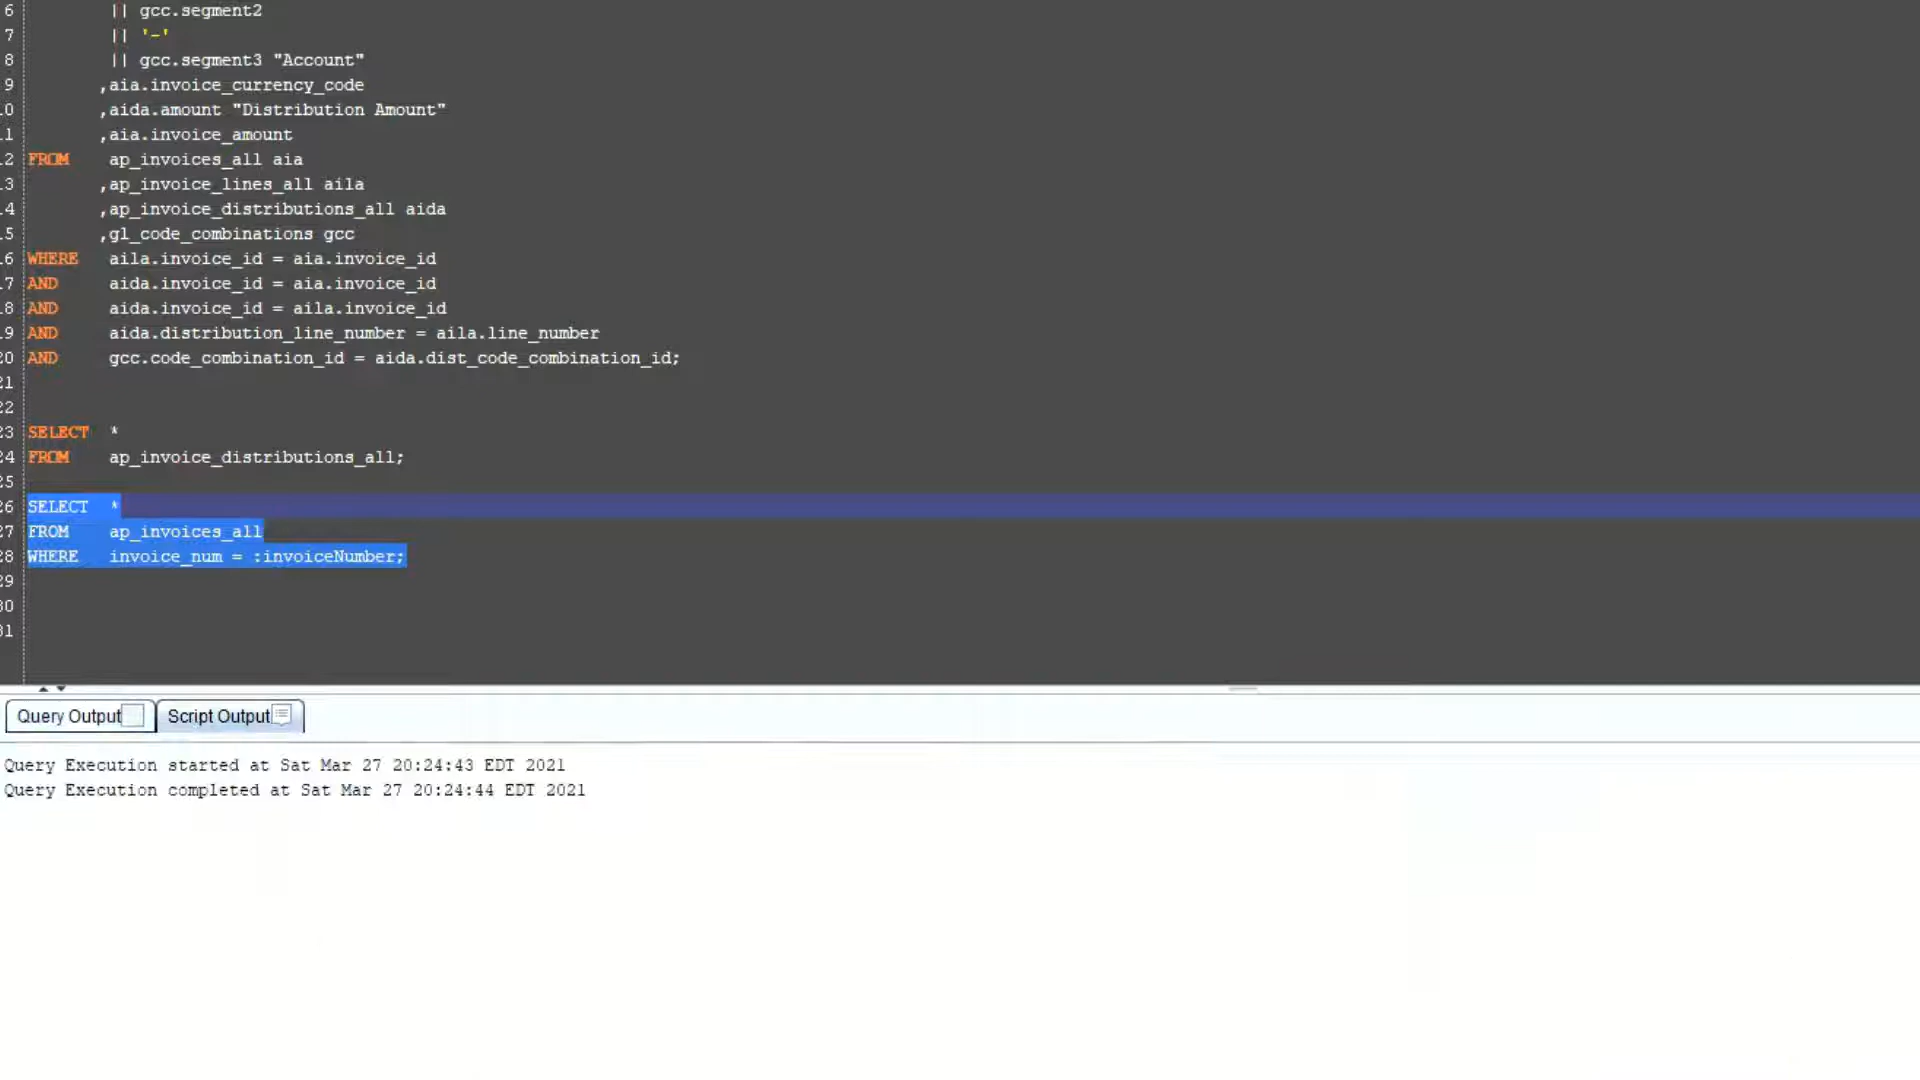 6 || gcc.segment2
7 || '-'
8 || gcc.segment3 "Account"
9 ,aia.invoice_currency_code
.0 ,aida.amount "Distribution Amount"
.1 ,aia.invoice_amount
.2 FROM ap_invoices_all aia
.3 ,ap_invoice_lines_all aila
.4 ,ap_invoice_distributions_all aida
.5 ,gl_code_combinations gcc
.6 WHERE aila.invoice_id = aia.invoice_id
.7 AND aida.invoice_id = aia.invoice_id
.8 AND aida.invoice_id = aila.invoice_id
.9 AND aida.distribution_line_number = aila.line_number
20 AND gcc.code_combination_id = aida.dist_code_combination_id;
21
22
23 SELECT *
24 FROM ap_invoice_distributions_all;
25
26 SELECT *
27 FROM ap_invoices_all
28 WHERE invoice_num = :invoiceNumber;
29
30
31
Query Output Script Output
Query Execution started at Sat Mar 27 20:24:43 EDT 2021
Query Execution completed at Sat Mar 27 20:24:44 EDT 2021